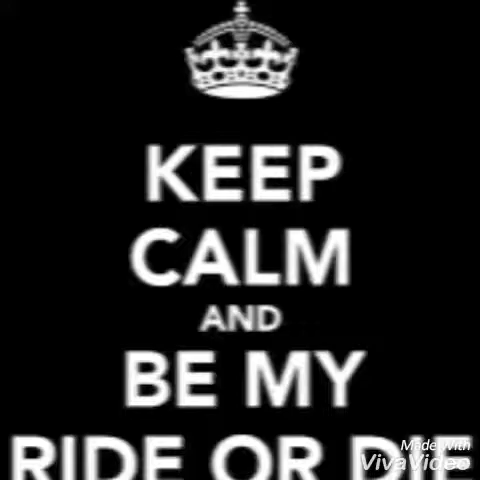 KEEP
CALM
AND
BE MY
RIDE OR DIE
Made With
VivaVideo